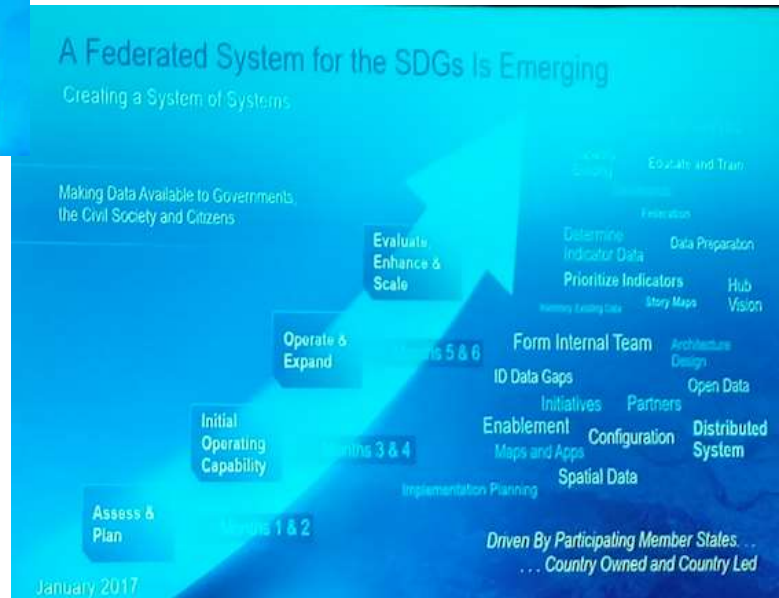 A Federated System for the SDGs Is Emerging
Creating a System of Systems
Making Data Available to Governments,
the Civil Society and Citizens
Evaluate,
Enhance &
Scale
Operate &
Expand
5 & 6
Initial
Operating
Capability
Months 3 & 4
Assess &
Plan
Months 1 & 2
January 2017
Educate and Train
Federation
Determine
Indicator Data
Data Preparation
Prioritize Indicators
Hub
Vision
Inventory Existing Data
Story Maps
Form Internal Team
Architecture
Design
ID Data Gaps
Open Data
Initiatives
Partners
Enablement
Configuration
Distributed
System
Maps and Apps
Spatial Data
Implementation Planning
Driven By Participating Member States. . .
. . . Country Owned and Country Led